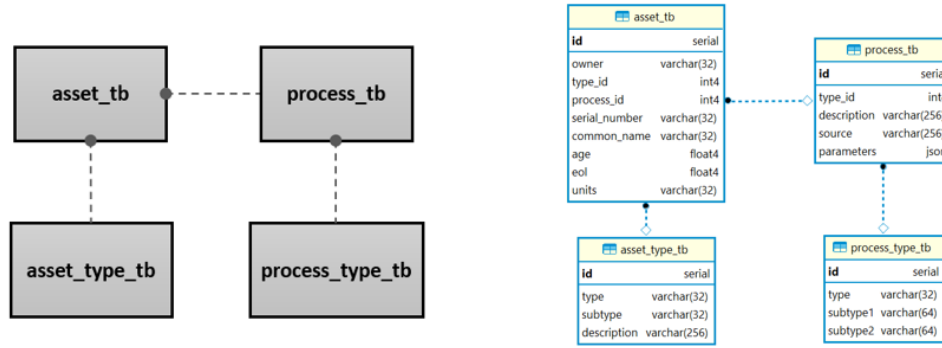 asset_tb
process_tb
asset_type_tb
process_type_tb
asset_tb
id serial
owner varchar(32)
type_id int4
process_id int4
serial_number varchar(32)
common_name varchar(32)
age float4
eol float4
units varchar(32)
process_tb
id seria
type_id int
description varchar(256
source varchar(256
parameters jso
asset_type_tb
id serial
type varchar(32)
subtype varchar(32)
description varchar(256)
process_type_tb
id serial
type varchar(32)
subtype1 varchar(64)
subtype2 varchar(64)